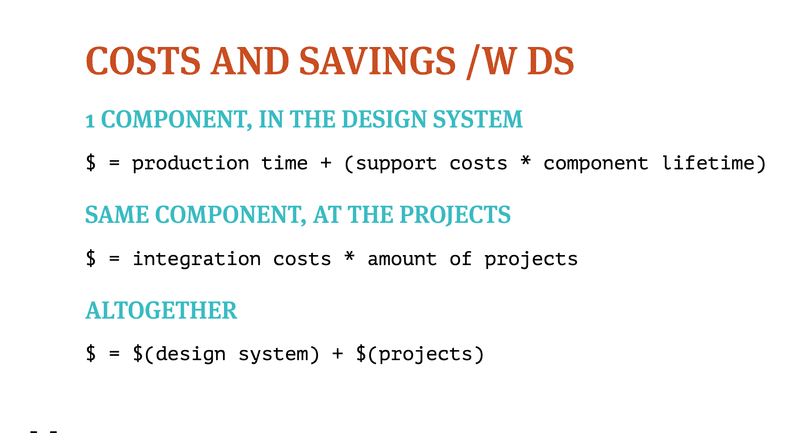 COSTS AND SAVINGS /W DS
1 COMPONENT, IN THE DESIGN SYSTEM
$ = production time + (support costs * component lifetime)
SAME COMPONENT, AT THE PROJECTS
$ = integration costs * amount of projects
ALTOGETHER
$ = $(design system) + $(projects)